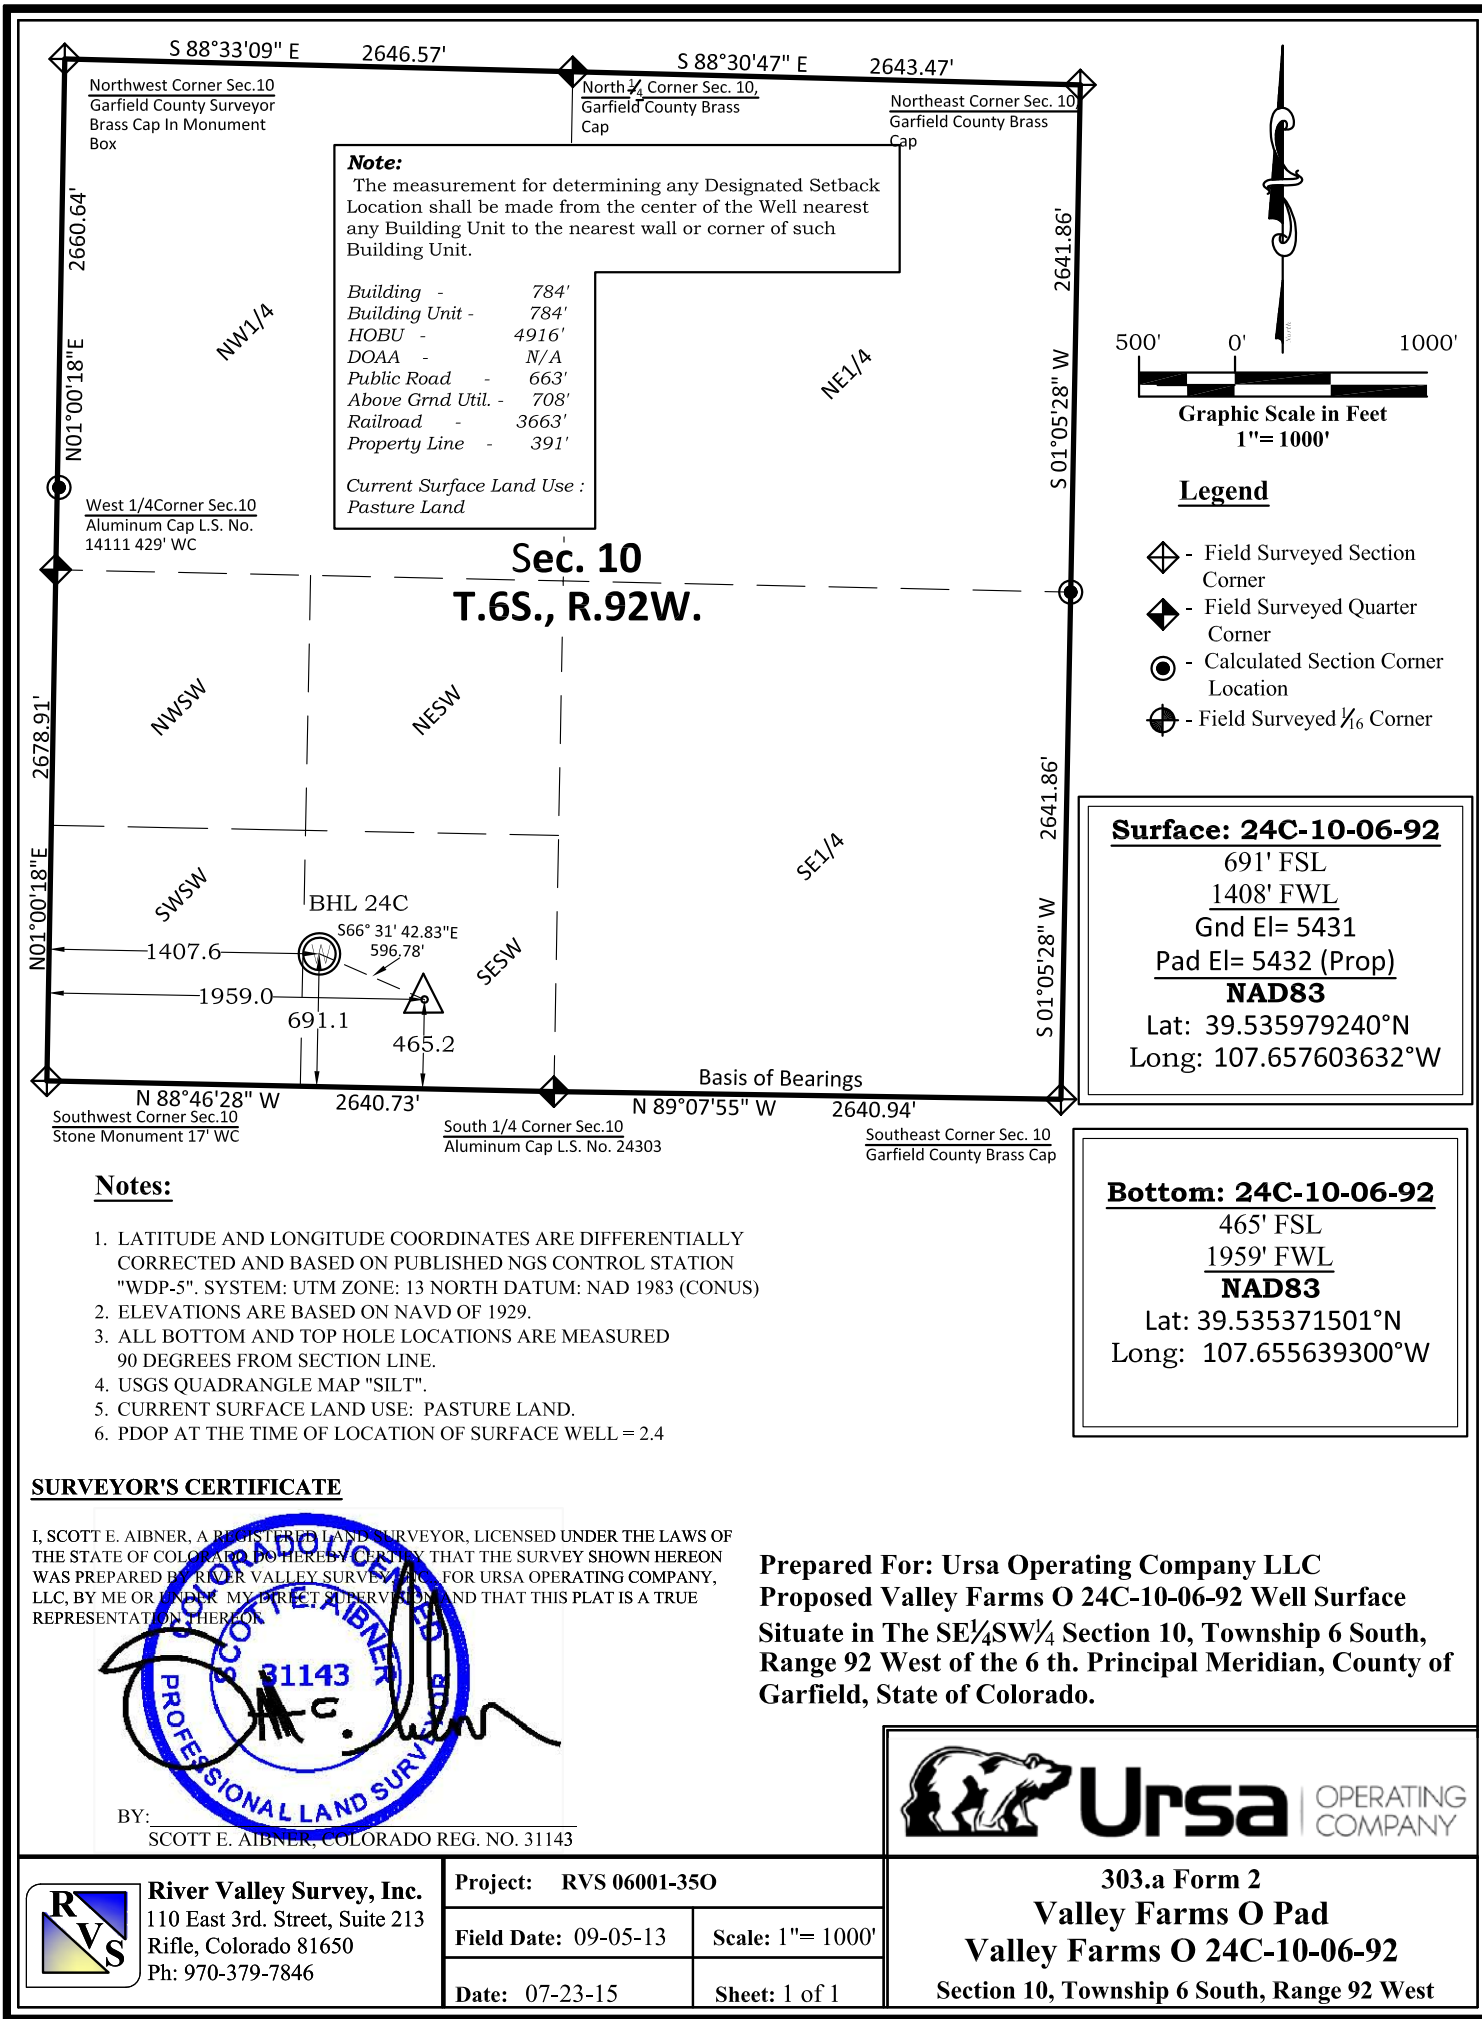 S 88°33'09" E 2646.57'
S 88°30'47" E 2643.47'
Northwest Corner Sec.10
Garfield County Surveyor
Brass Cap In Monument
Box
North 1/4 Corner Sec. 10,
Garfield County Brass
Cap
Northeast Corner Sec. 10
Garfield County Brass
Cap
Note:
The measurement for determining any Designated Setback
Location shall be made from the center of the Well nearest
any Building Unit to the nearest wall or corner of such
Building Unit.
Building - 784'
Building Unit - 784'
HOBU - 4916'
DOAA - N/A
Public Road - 663'
Above Grnd Util. - 708'
Railroad - 3663'
Property Line - 391'
Current Surface Land Use :
Pasture Land
2660.64'
N01°00'18"E
NW1/4
NE1/4
2641.86'
S 01°05'28" W
North
500' 0' 1000'
Graphic Scale in Feet
1"= 1000'
Legend
- Field Surveyed Section
Corner
- Field Surveyed Quarter
Corner
- Calculated Section Corner
Location
- Field Surveyed 1/16 Corner
West 1/4Corner Sec.10
Aluminum Cap L.S. No.
14111 429' WC
Sec. 10
T.6S., R.92W.
NWSW
NESW
2678.91'
N01°00'18"E
SWSW
SESW
SE1/4
2641.86'
S 01°05'28" W
BHL 24C
S66° 31' 42.83"E
596.78'
1407.6
1959.0
691.1
465.2
N 88°46'28" W 2640.73'
Basis of Bearings
N 89°07'55" W 2640.94'
Southwest Corner Sec.10
Stone Monument 17' WC
South 1/4 Corner Sec.10
Aluminum Cap L.S. No. 24303
Southeast Corner Sec. 10
Garfield County Brass Cap
Surface: 24C-10-06-92
691' FSL
1408' FWL
Gnd El= 5431
Pad El= 5432 (Prop)
NAD83
Lat: 39.535979240°N
Long: 107.657603632°W
Bottom: 24C-10-06-92
465' FSL
1959' FWL
NAD83
Lat: 39.535371501°N
Long: 107.655639300°W
Notes:
1. LATITUDE AND LONGITUDE COORDINATES ARE DIFFERENTIALLY
CORRECTED AND BASED ON PUBLISHED NGS CONTROL STATION
"WDP-5". SYSTEM: UTM ZONE: 13 NORTH DATUM: NAD 1983 (CONUS)
2. ELEVATIONS ARE BASED ON NAVD OF 1929.
3. ALL BOTTOM AND TOP HOLE LOCATIONS ARE MEASURED
90 DEGREES FROM SECTION LINE.
4. USGS QUADRANGLE MAP "SILT".
5. CURRENT SURFACE LAND USE: PASTURE LAND.
6. PDOP AT THE TIME OF LOCATION OF SURFACE WELL = 2.4
SURVEYOR'S CERTIFICATE
I, SCOTT E. AIBNER, A REGISTERED LAND SURVEYOR, LICENSED UNDER THE LAWS OF
THE STATE OF COLORADO DO HEREBY CERTIFY THAT THE SURVEY SHOWN HEREON
WAS PREPARED BY RIVER VALLEY SURVEY, FOR URSA OPERATING COMPANY,
LLC, BY ME OR UNDER MY DIRECT SUPERVISION AND THAT THIS PLAT IS A TRUE
REPRESENTATION THEREOF.
COLORADO LICENSED
SCOTT E. AIBNER
31143
PROFESSIONAL LAND SURVEYOR
BY:
SCOTT E. AIBNER, COLORADO REG. NO. 31143
Prepared For: Ursa Operating Company LLC
Proposed Valley Farms O 24C-10-06-92 Well Surface
Situate in The SE1/4SW1/4 Section 10, Township 6 South,
Range 92 West of the 6 th. Principal Meridian, County of
Garfield, State of Colorado.
Ursa OPERATING
COMPANY
RVS
River Valley Survey, Inc.
110 East 3rd. Street, Suite 213
Rifle, Colorado 81650
Ph: 970-379-7846
Project: RVS 06001-35O
Field Date: 09-05-13 Scale: 1"= 1000'
Date: 07-23-15 Sheet: 1 of 1
303.a Form 2
Valley Farms O Pad
Valley Farms O 24C-10-06-92
Section 10, Township 6 South, Range 92 West